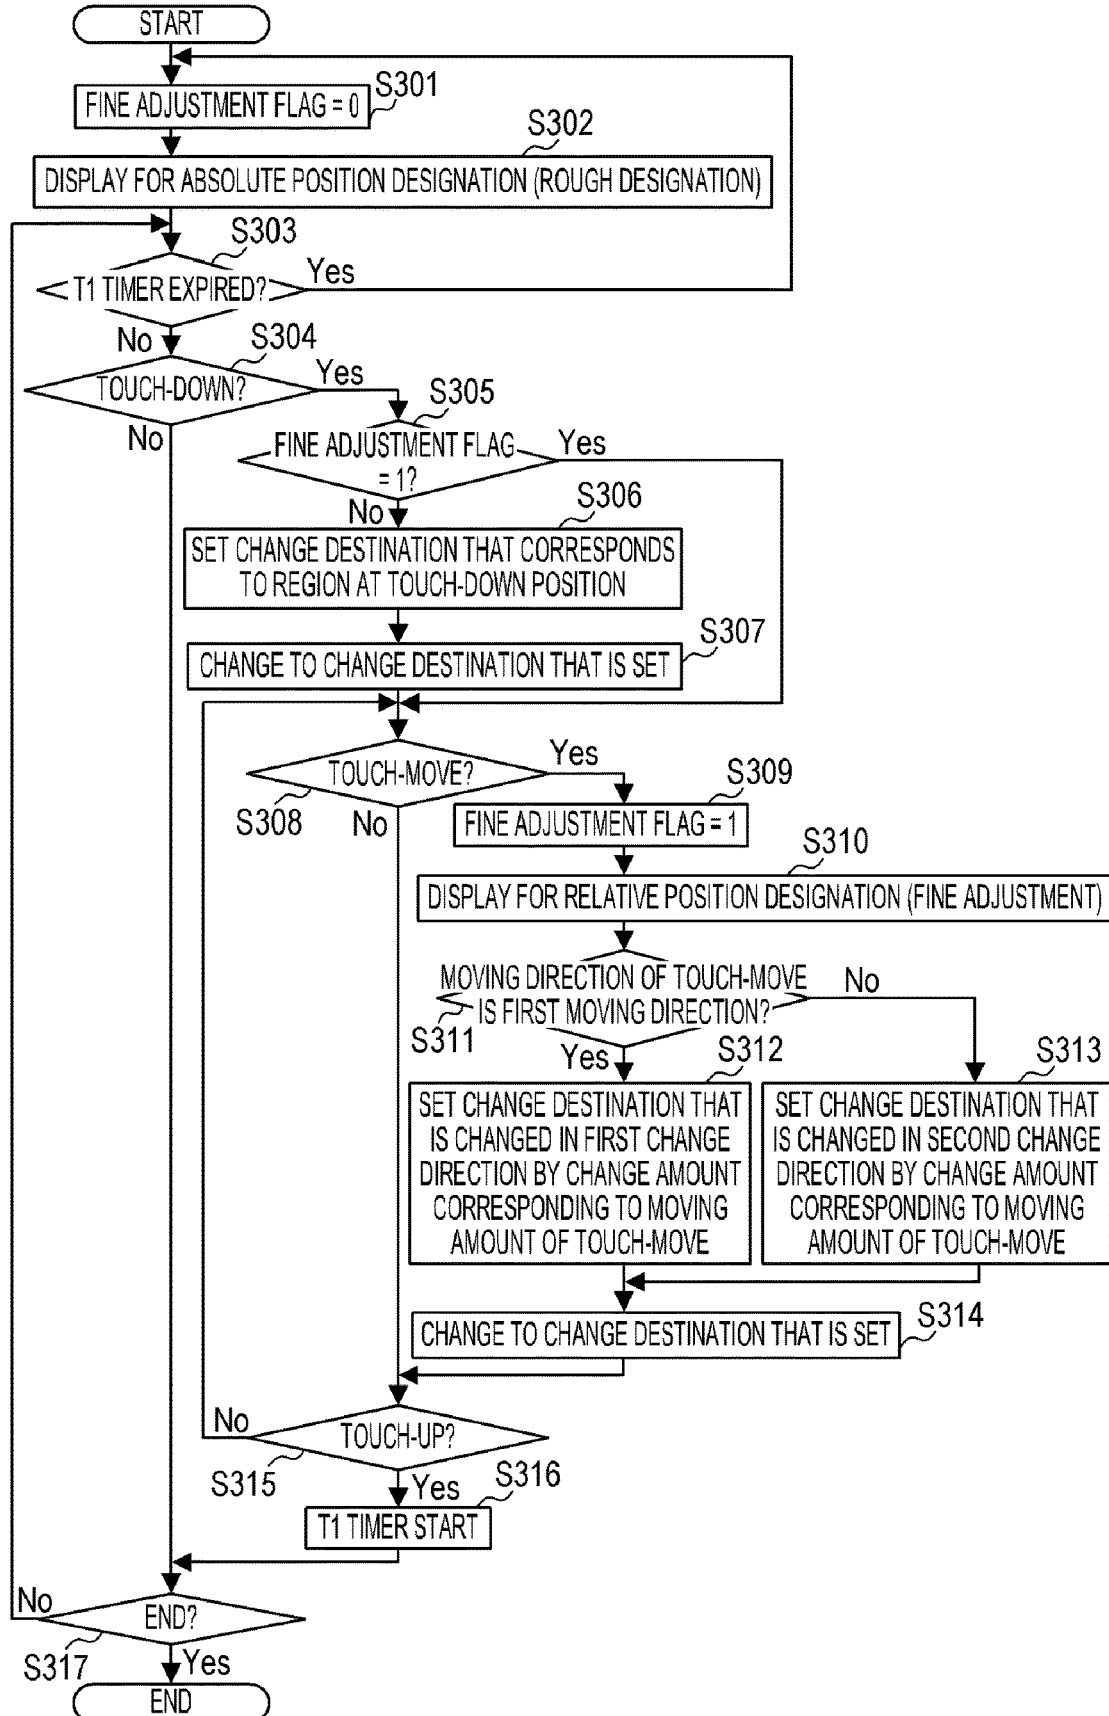 START
S301
FINE ADJUSTMENT FLAG = 0
S302
DISPLAY FOR ABSOLUTE POSITION DESIGNATION (ROUGH DESIGNATION)
S303
T1 TIMER EXPIRED?
Yes
No
S304
TOUCH-DOWN?
Yes
No
S305
FINE ADJUSTMENT FLAG
= 1?
Yes
No
S306
SET CHANGE DESTINATION THAT CORRESPONDS
TO REGION AT TOUCH-DOWN POSITION
S307
CHANGE TO CHANGE DESTINATION THAT IS SET
TOUCH-MOVE?
Yes
S308
No
S309
FINE ADJUSTMENT FLAG = 1
S310
DISPLAY FOR RELATIVE POSITION DESIGNATION (FINE ADJUSTMENT)
MOVING DIRECTION OF TOUCH-MOVE
IS FIRST MOVING DIRECTION?
No
S311
Yes
S312
SET CHANGE DESTINATION THAT
IS CHANGED IN FIRST CHANGE
DIRECTION BY CHANGE AMOUNT
CORRESPONDING TO MOVING
AMOUNT OF TOUCH-MOVE
S313
SET CHANGE DESTINATION THAT
IS CHANGED IN SECOND CHANGE
DIRECTION BY CHANGE AMOUNT
CORRESPONDING TO MOVING
AMOUNT OF TOUCH-MOVE
S314
CHANGE TO CHANGE DESTINATION THAT IS SET
No
TOUCH-UP?
S315
Yes
S316
T1 TIMER START
No
END?
S317
Yes
END